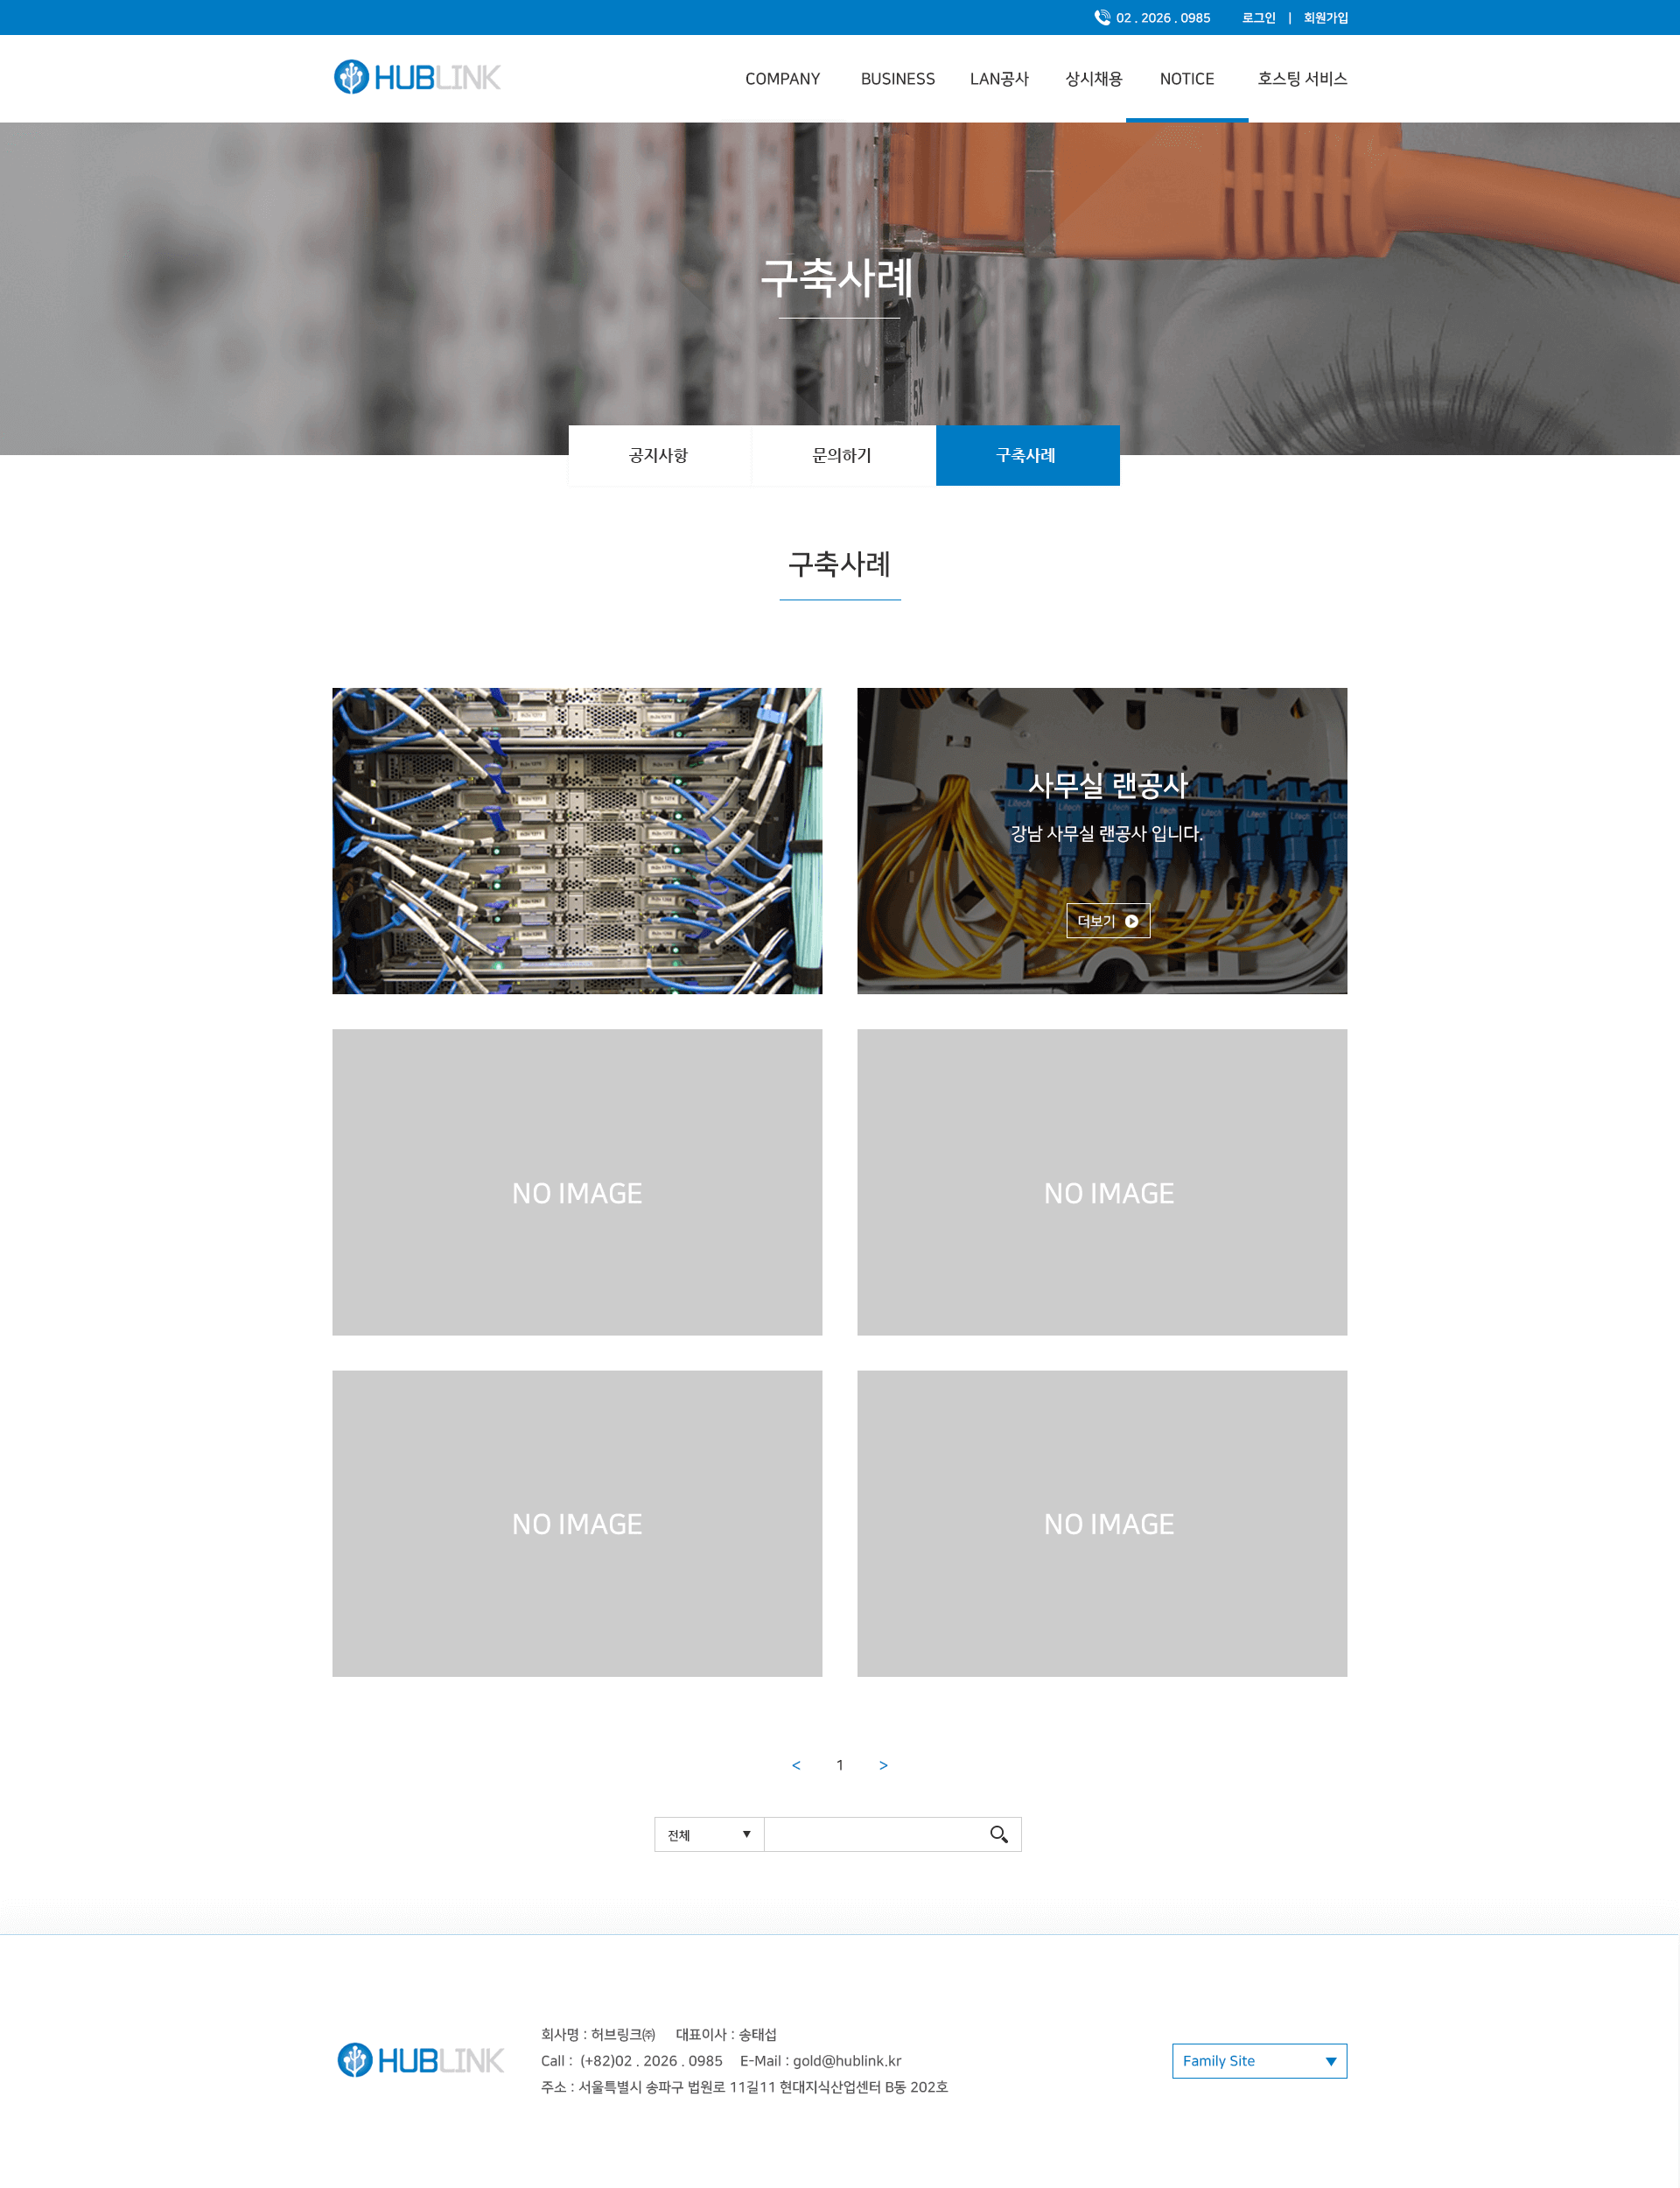 02 . 2026 . 0985 로그인 | 회원가입
HUBLINK COMPANY BUSINESS LAN공사 상시채용 NOTICE 호스팅 서비스
구축사례
5X
공지사항 문의하기 구축사례
구축사례
사무실 랜공사
Litech Litech Litech Litech
강남 사무실 랜공사 입니다.
더보기
NO IMAGE NO IMAGE
NO IMAGE NO IMAGE
< 1 >
전체 ▼
회사명 : 허브링크㈜ 대표이사 : 송태섭
HUBLINK Call : (+82)02 . 2026 . 0985 E-Mail : gold@hublink.kr Family Site ▼
주소 : 서울특별시 송파구 법원로 11길11 현대지식산업센터 B동 202호